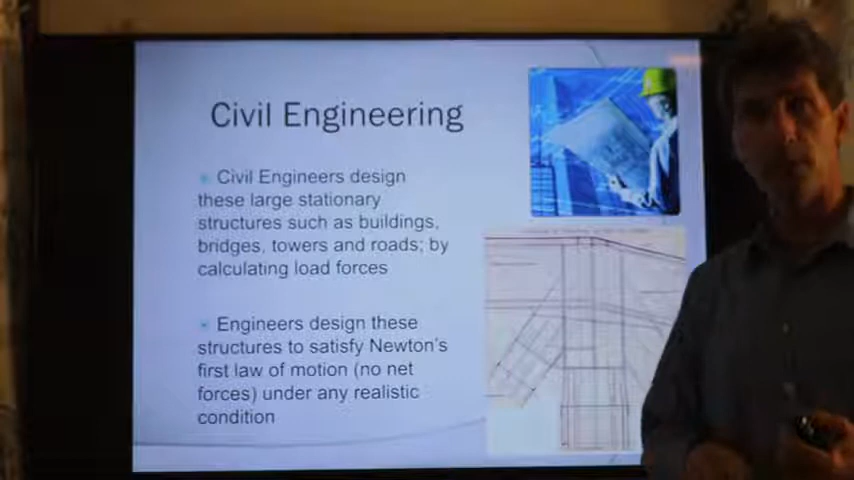 Civil Engineering
Civil Engineers design
these large stationary
structures such as buildings,
bridges, towers and roads; by
calculating load forces
Engineers design these
structures to satisfy Newton's
first law of motion (no net
forces) under any realistic
condition